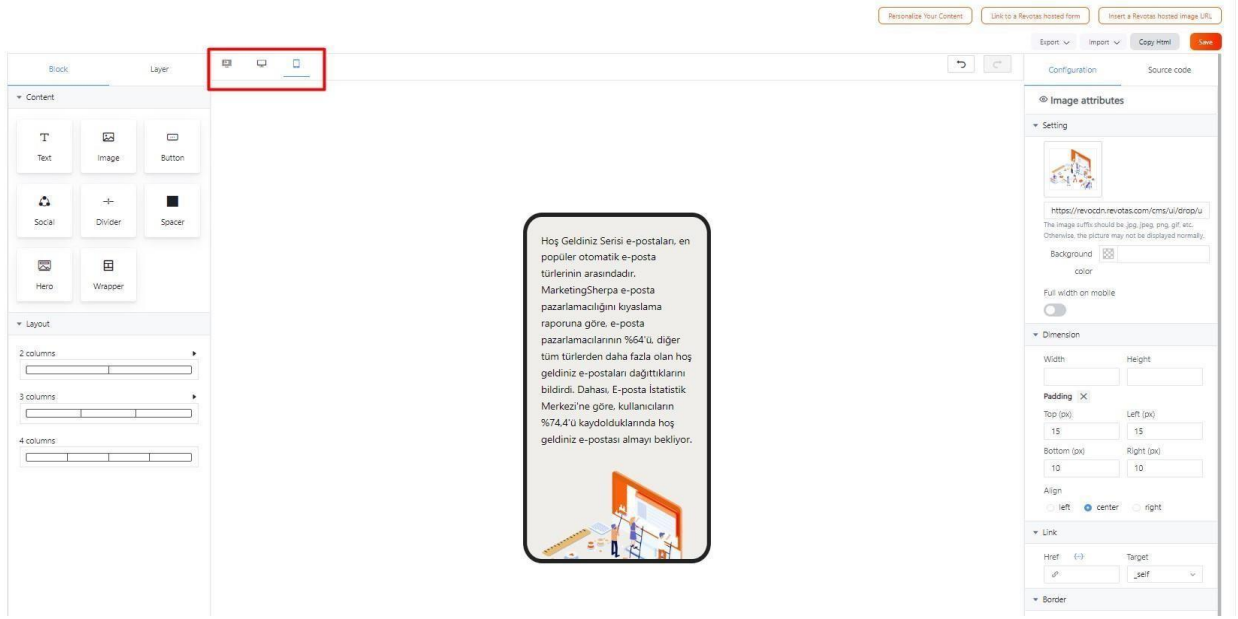 Personalize Your Content
Link to a Revotas hosted form
Insert a Revotas hosted image URL
Export
Import
Copy Html
Save
Block
Layer
Content
Text
Image
Button
Social
Divider
Spacer
Hero
Wrapper
Layout
2 columns
3 columns
4 columns
Hoş Geldiniz Serisi e-postaları, en
popüler otomatik e-posta
türlerinin arasındadır.
MarketingSherpa e-posta
pazarlamacılığını kıyaslama
raporuna göre, e-posta
pazarlamacılarının %64'ü, diğer
tüm türlerden daha fazla olan hoş
geldiniz e-postaları dağıttıklarını
bildirdi. Dahası, E-posta İstatistik
Merkezi'ne göre, kullanıcıların
%74,4'ü kaydolduklarında hoş
geldiniz e-postası almayı bekliyor.
Configuration
Source code
Image attributes
Setting
https://revocdn.revotas.com/cms/ui/drop/u
The image suffix should be .jpg, jpeg, png, gif, etc.
Otherwise, the picture may not be displayed normally.
Background
color
Full width on mobile
Dimension
Width Height
Padding
Top (px) Left (px)
15 15
Bottom (px) Right (px)
10 10
Align
left center right
Link
Href Target
_self
Border